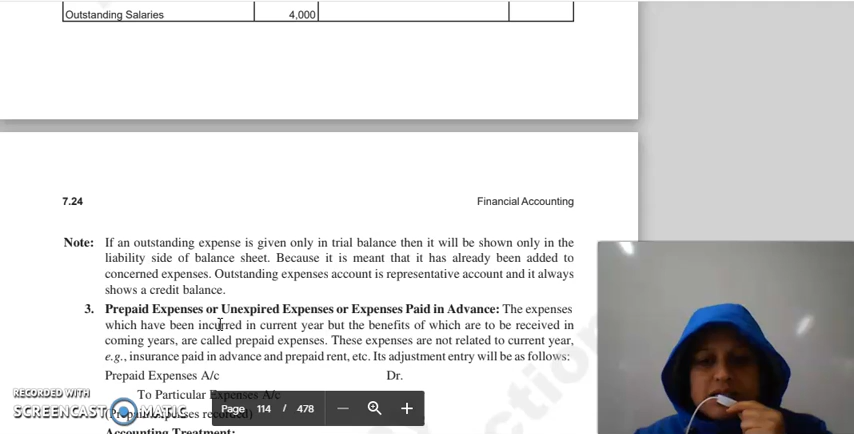 Outstanding Salaries 4,000
7.24 Financial Accounting
Note: If an outstanding expense is given only in trial balance then it will be shown only in the
liability side of balance sheet. Because it is meant that it has already been added to
concerned expenses. Outstanding expenses account is representative account and it always
shows a credit balance.
3. Prepaid Expenses or Unexpired Expenses or Expenses Paid in Advance: The expenses
which have been incurred in current year but the benefits of which are to be received in
coming years, are called prepaid expenses. These expenses are not related to current year,
e.g., insurance paid in advance and prepaid rent, etc. Its adjustment entry will be as follows:
Prepaid Expenses A/c Dr.
To Particular Expenses A/c
Accounting Treatment:
RECORDED WITH
SCREENCAST MATIC
Page 114 / 478